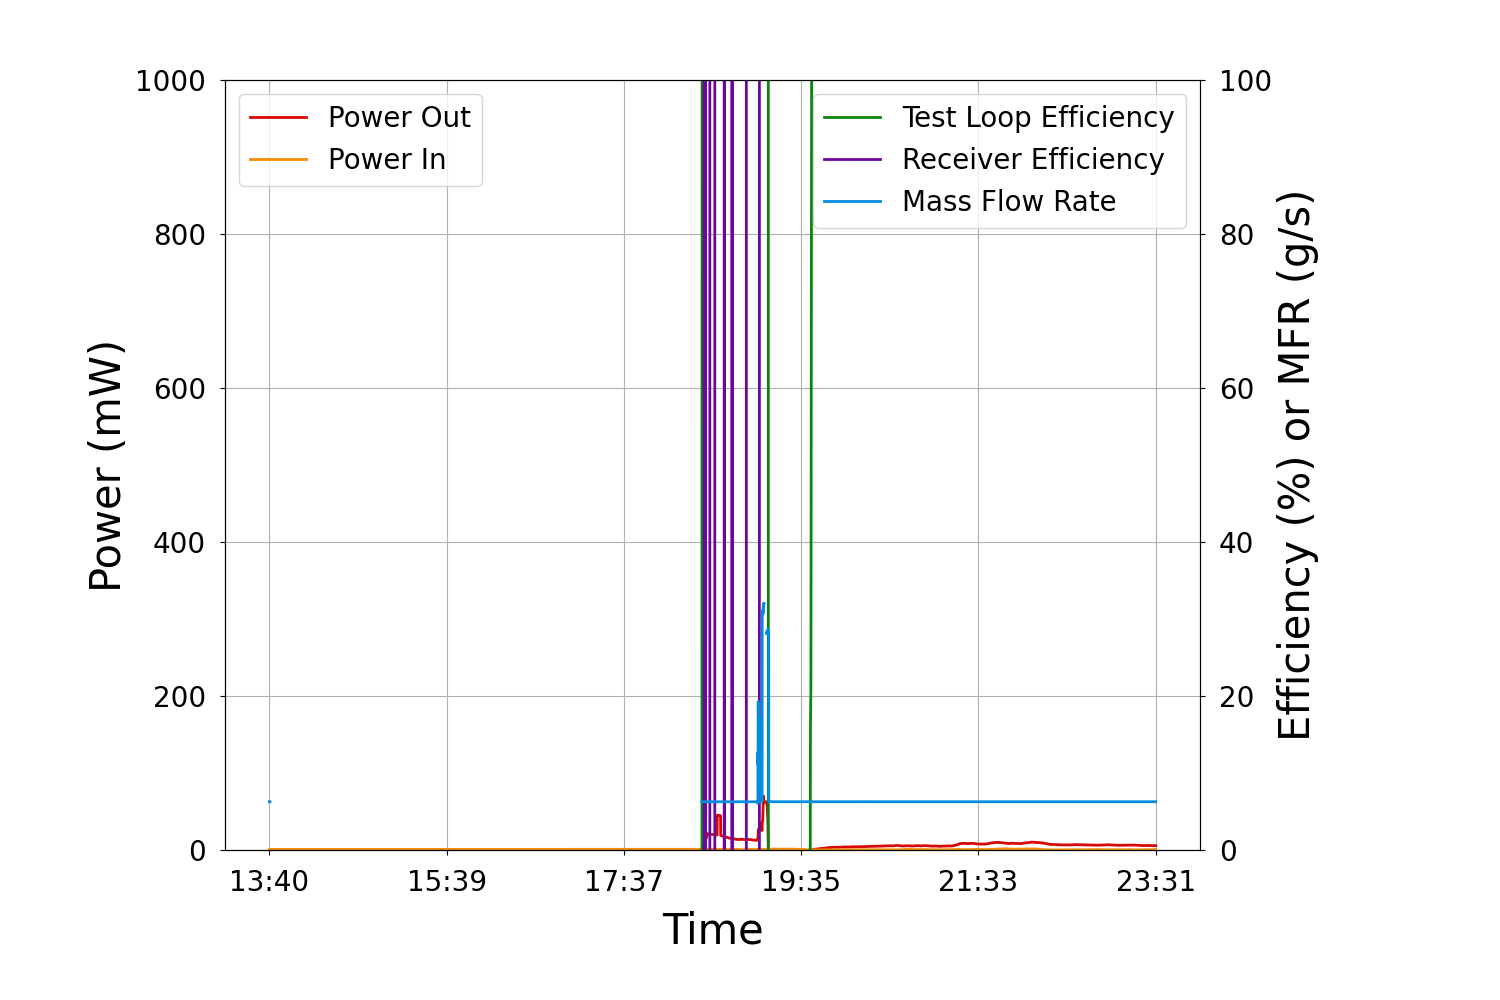 1000
800
600
400
200
0
Power (mW)
Power Out
Power In
Test Loop Efficiency
Receiver Efficiency
Mass Flow Rate
100
80
60
40
20
0
Efficiency (%) or MFR (g/s)
13:40 15:39 17:37 19:35 21:33 23:31
Time